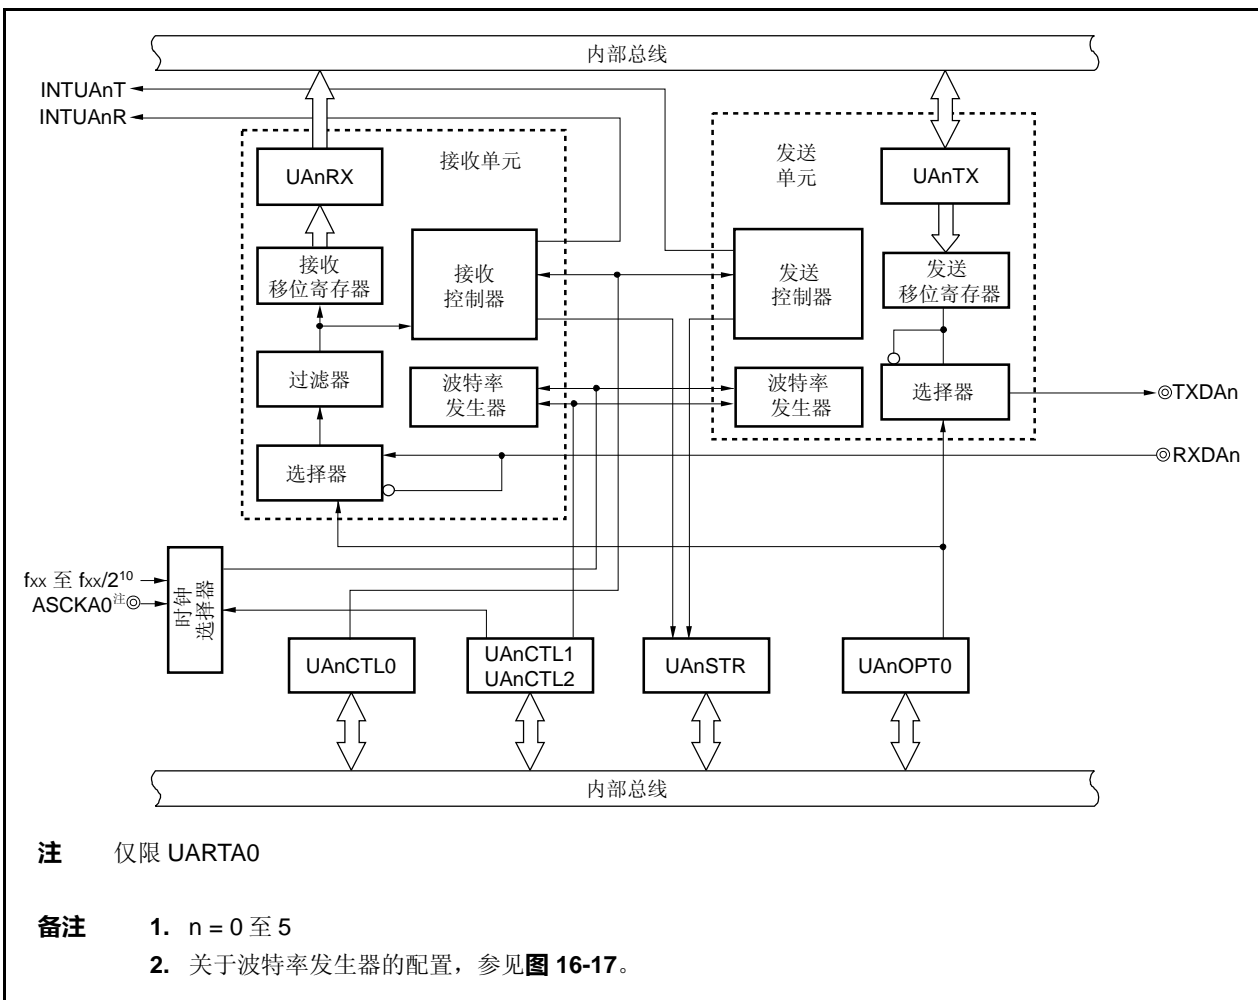 内部总线
INTUAnT
INTUAnR
接收单元
发送
单元
UAnRX
UAnTX
接收
移位寄存器
接收
控制器
发送
控制器
发送
移位寄存器
过滤器
波特率
发生器
波特率
发生器
选择器
TXDAn
RXDAn
选择器
fxx 至 fxx/2¹⁰
ASCKA0注
时钟
选择器
UAnCTL0
UAnCTL1
UAnCTL2
UAnSTR
UAnOPT0
内部总线
注 仅限 UARTA0
备注 1. n = 0 至 5
2. 关于波特率发生器的配置，参见图 16-17。